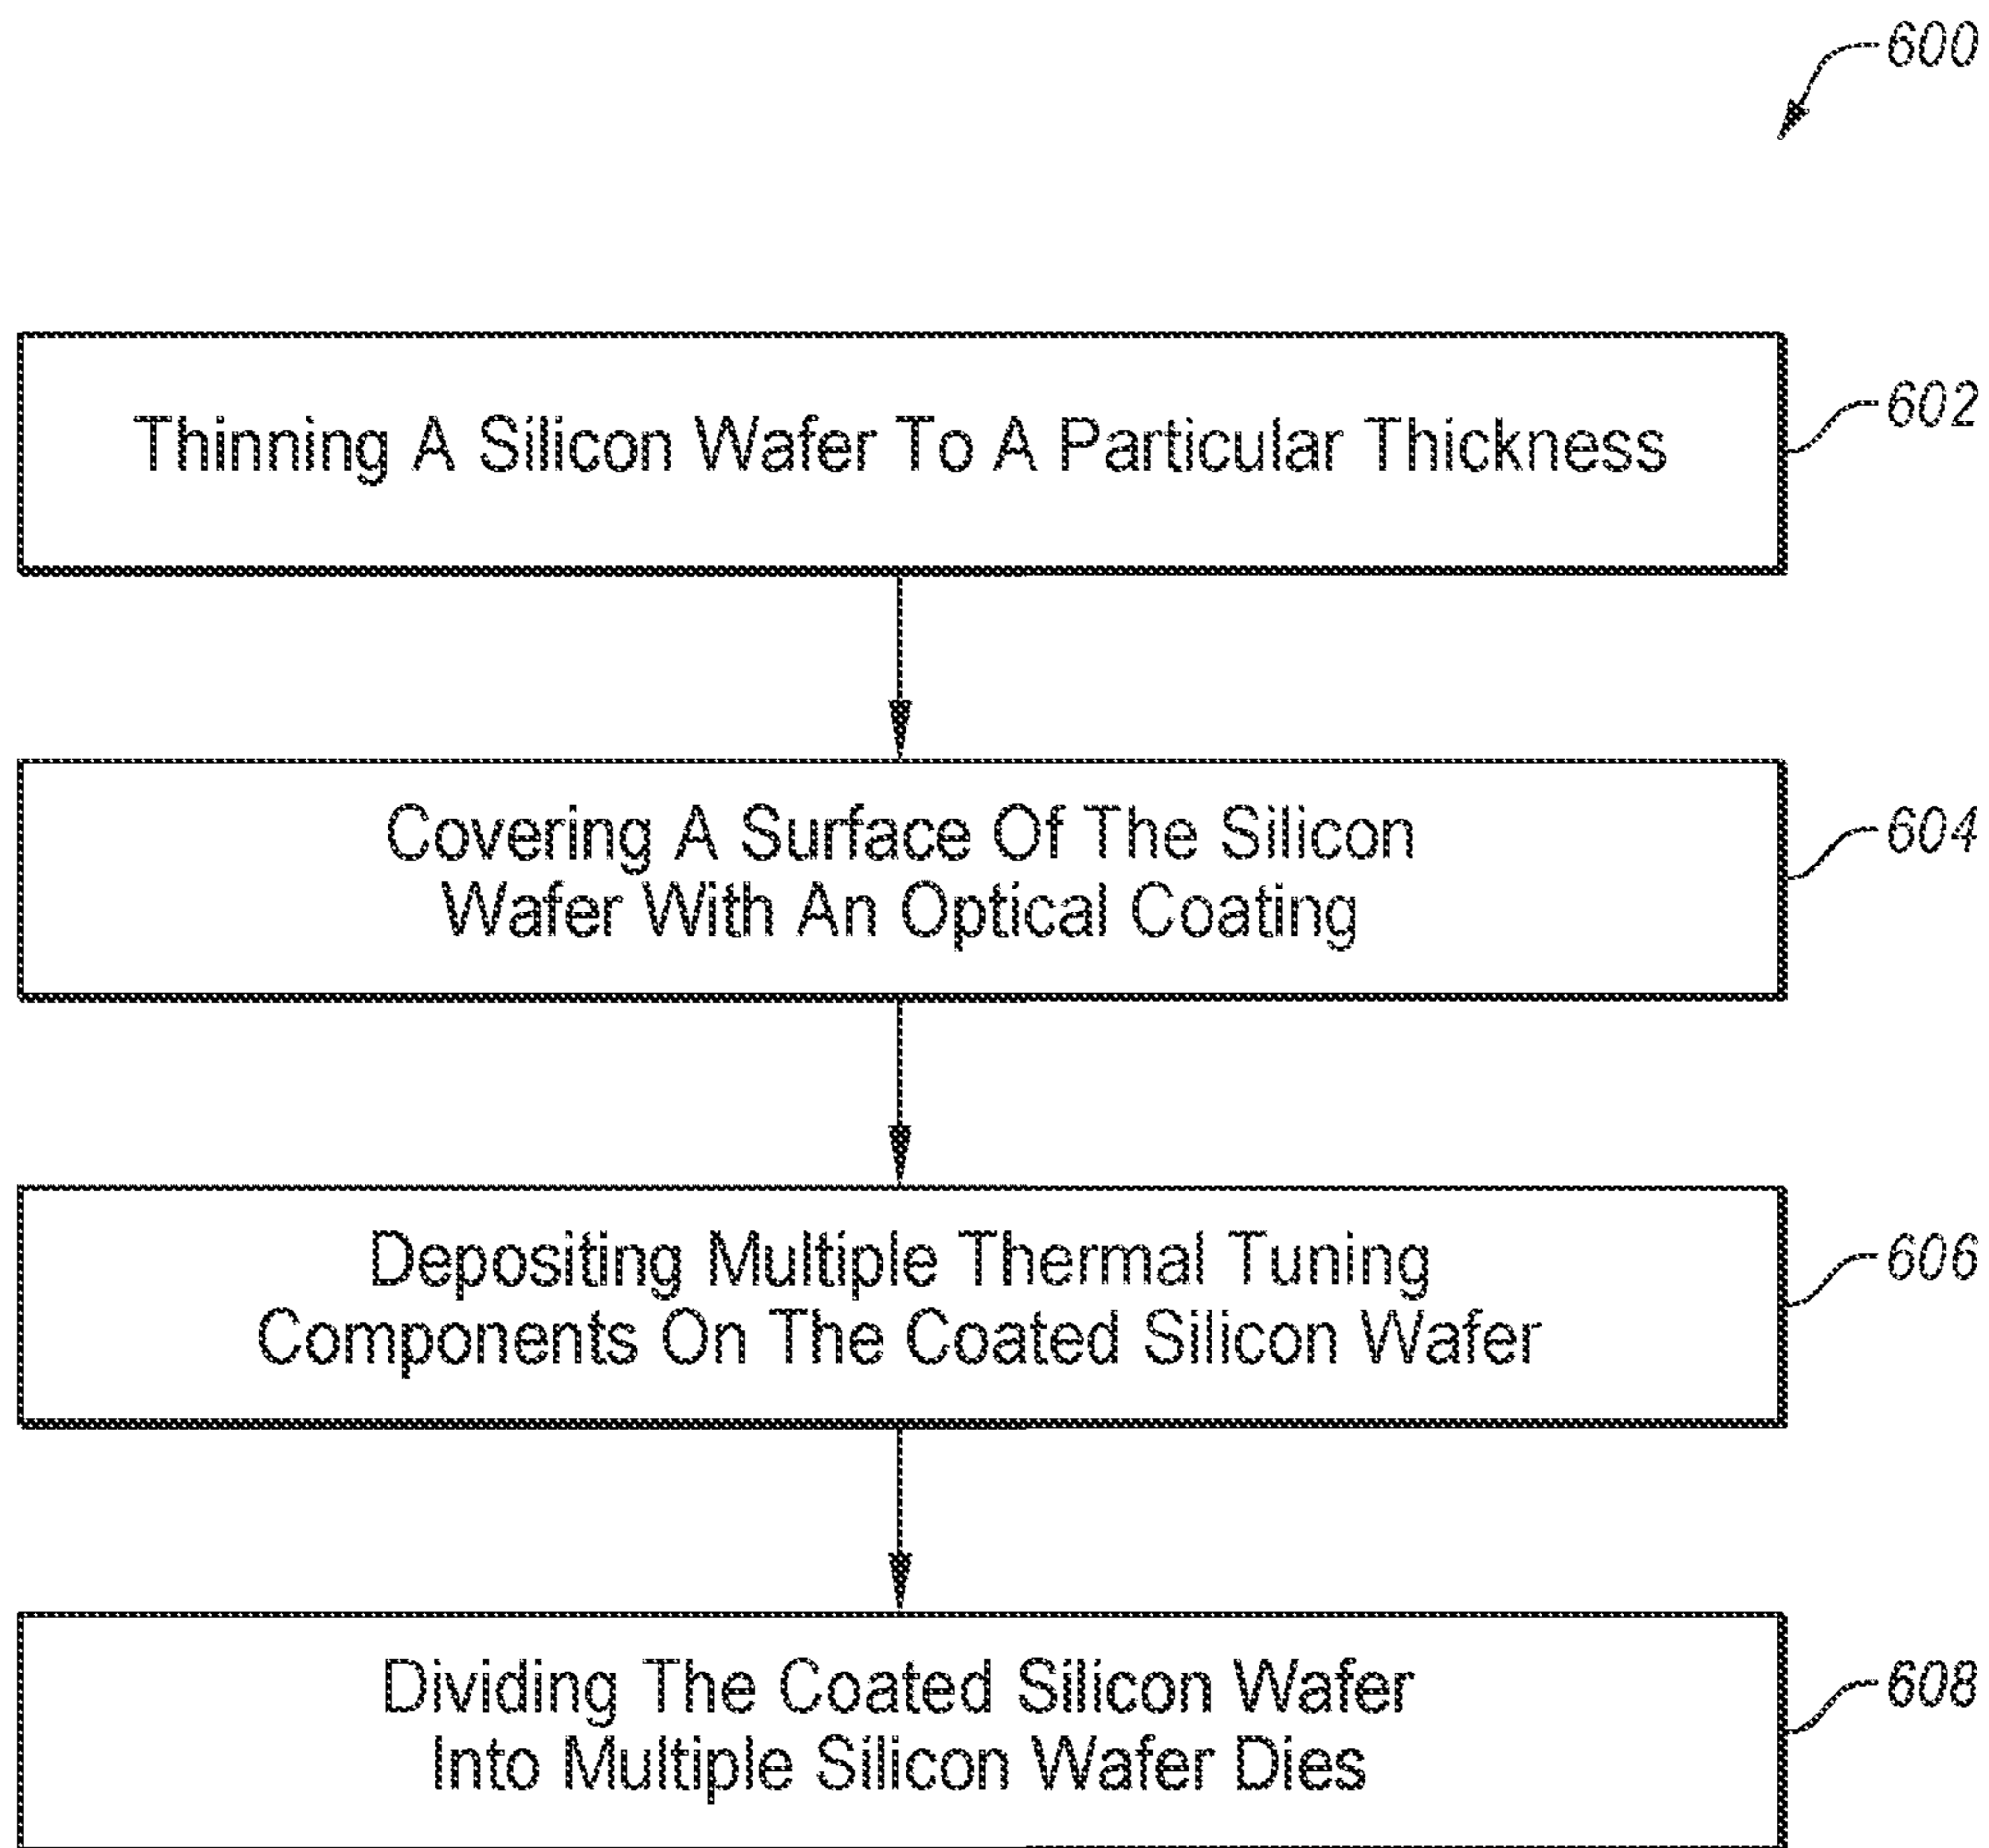 600
Thinning A Silicon Wafer To A Particular Thickness
602
Covering A Surface Of The Silicon
Wafer With An Optical Coating
604
Depositing Multiple Thermal Tuning
Components On The Coated Silicon Wafer
606
Dividing The Coated Silicon Wafer
Into Multiple Silicon Wafer Dies
608